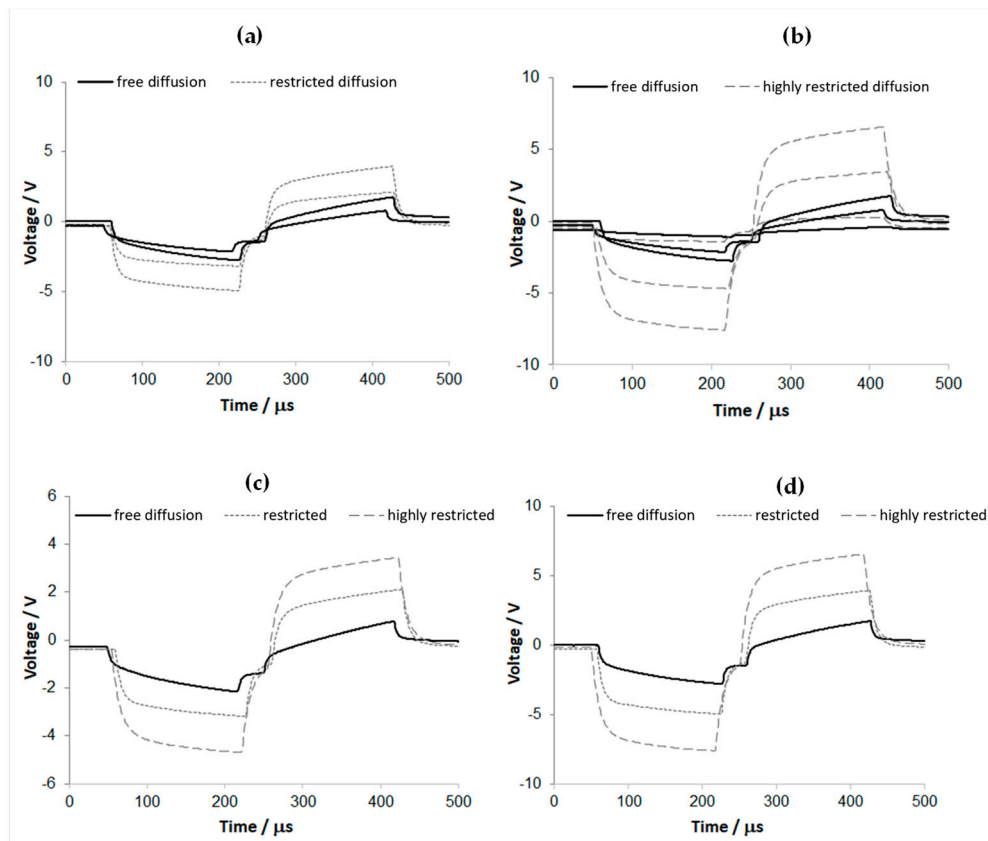 (a)
free diffusion restricted diffusion
10
5
0
-5
-10
Voltage / V
0 100 200 300 400 500
Time / μs
(b)
free diffusion highly restricted diffusion
10
5
0
-5
-10
Voltage / V
0 100 200 300 400 500
Time / μs
(c)
free diffusion restricted highly restricted
6
4
2
0
-2
-4
-6
Voltage / V
0 100 200 300 400 500
Time / μs
(d)
free diffusion restricted highly restricted
10
5
0
-5
-10
Voltage / V
0 100 200 300 400 500
Time / μs